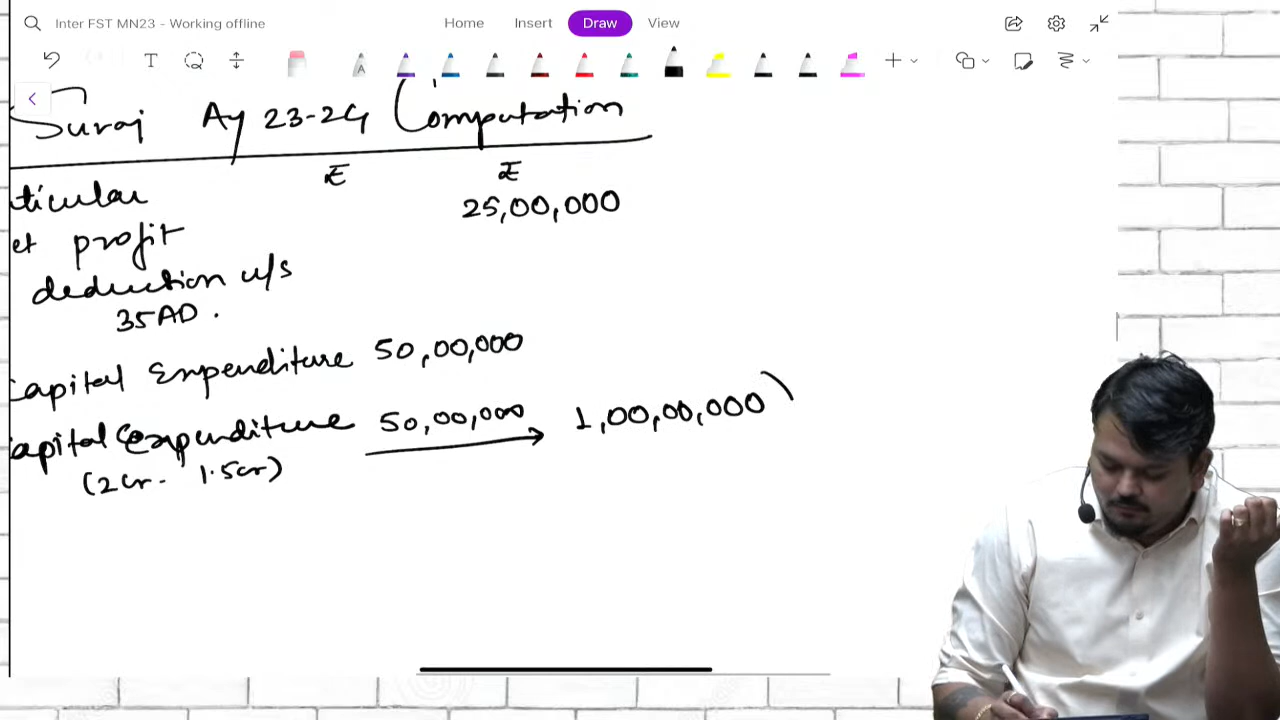 Inter FST MN23 - Working offline
Home Insert Draw View
Suraj Ay 23-24 Computation
₹ ₹
ticular
et profit 25,00,000
deduction u/s
35AD.
Capital Expenditure 50,00,000
apital Expenditure 50,00,000 1,00,00,000)
(2cr - 1.5cr)